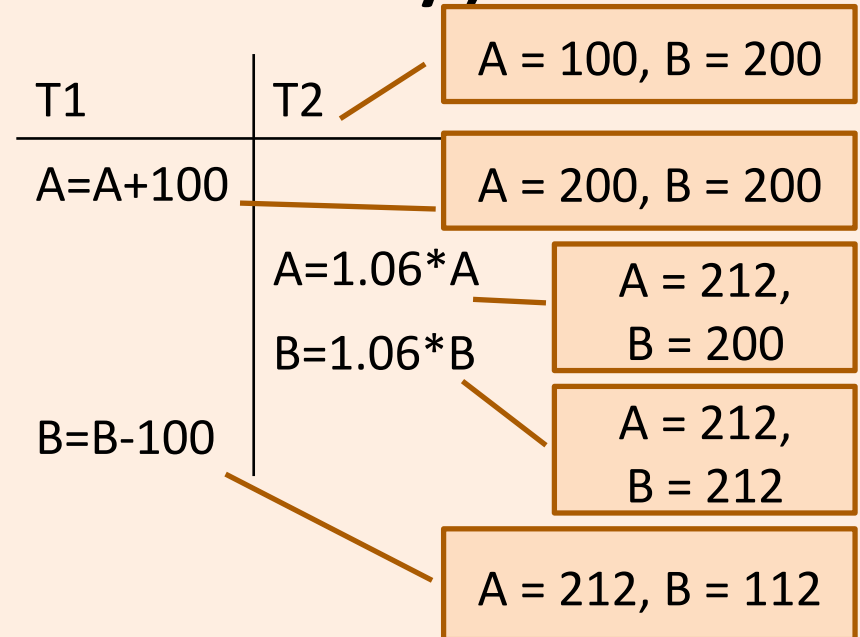 A = 100, B = 200
T1 T2
A=A+100
A = 200, B = 200
A=1.06*A
A = 212,
B = 200
B=1.06*B
A = 212,
B = 212
B=B-100
A = 212, B = 112